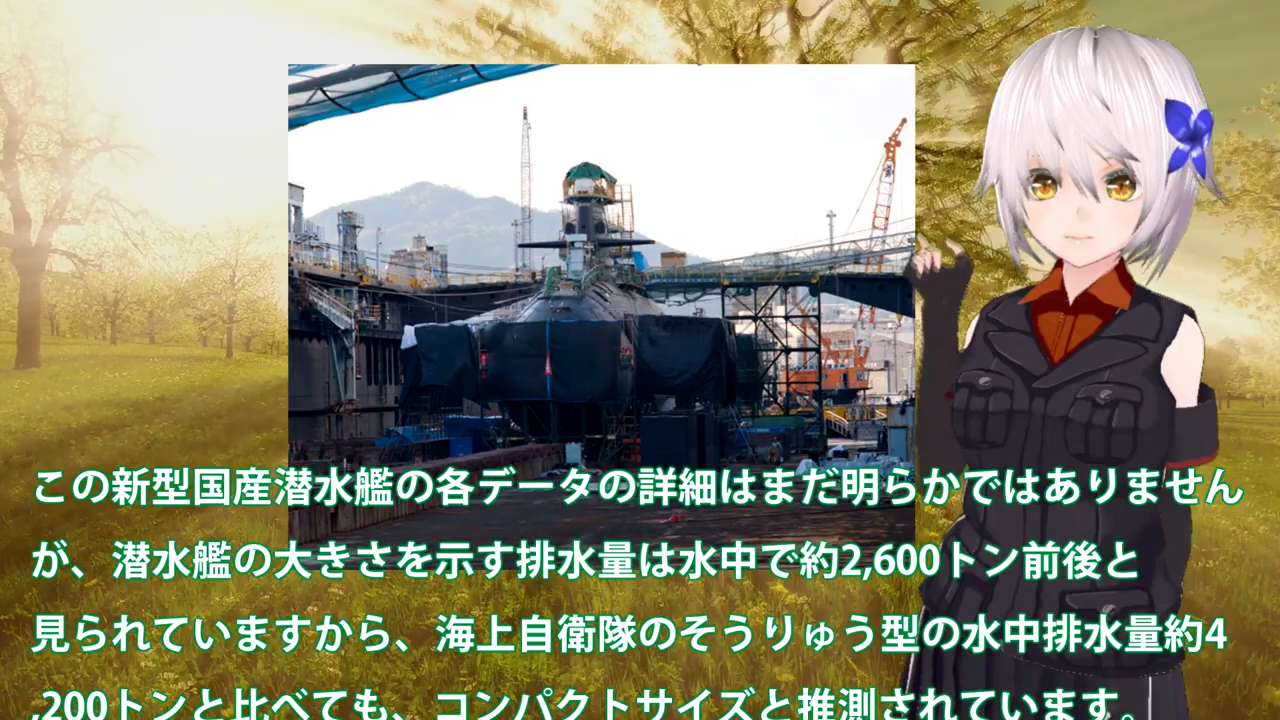 この新型国産潜水艦の各データの詳細はまだ明らかではありません
が、潜水艦の大きさを示す排水量は水中で約2,600トン前後と
見られていますから、海上自衛隊のそうりゅう型の水中排水量約4
,200トンと比べても、コンパクトサイズと推測されています。